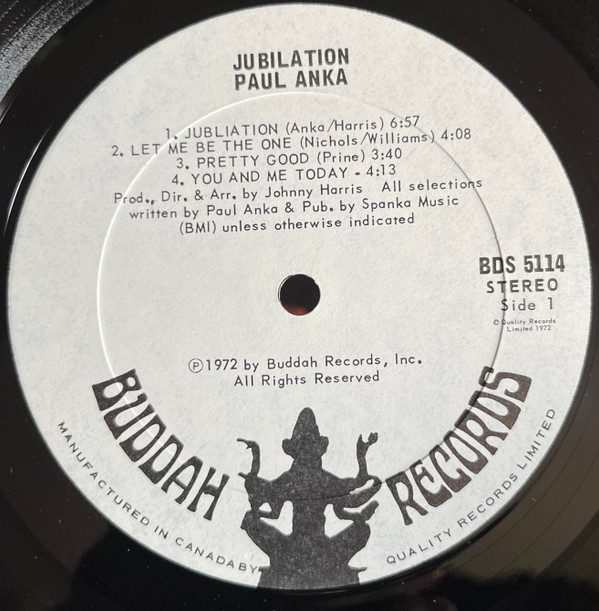 JUBILATION
PAUL ANKA
1. JUBLIATION (Anka/Harris) 6:57
2. LET ME BE THE ONE (Nichols/Williams) 4:08
3. PRETTY GOOD (Prine) 3:40
4. YOU AND ME TODAY - 4:13
Prod., Dir. & Arr. by Johnny Harris All selections
written by Paul Anka & Pub. by Spanka Music
(BMI) unless otherwise indicated
BDS 5114
STEREO
Side 1
© Quality Records
Limited 1972
℗1972 by Buddah Records, Inc.
All Rights Reserved
BUDDAH RECORDS
MANUFACTURED IN CANADA BY QUALITY RECORDS LIMITED